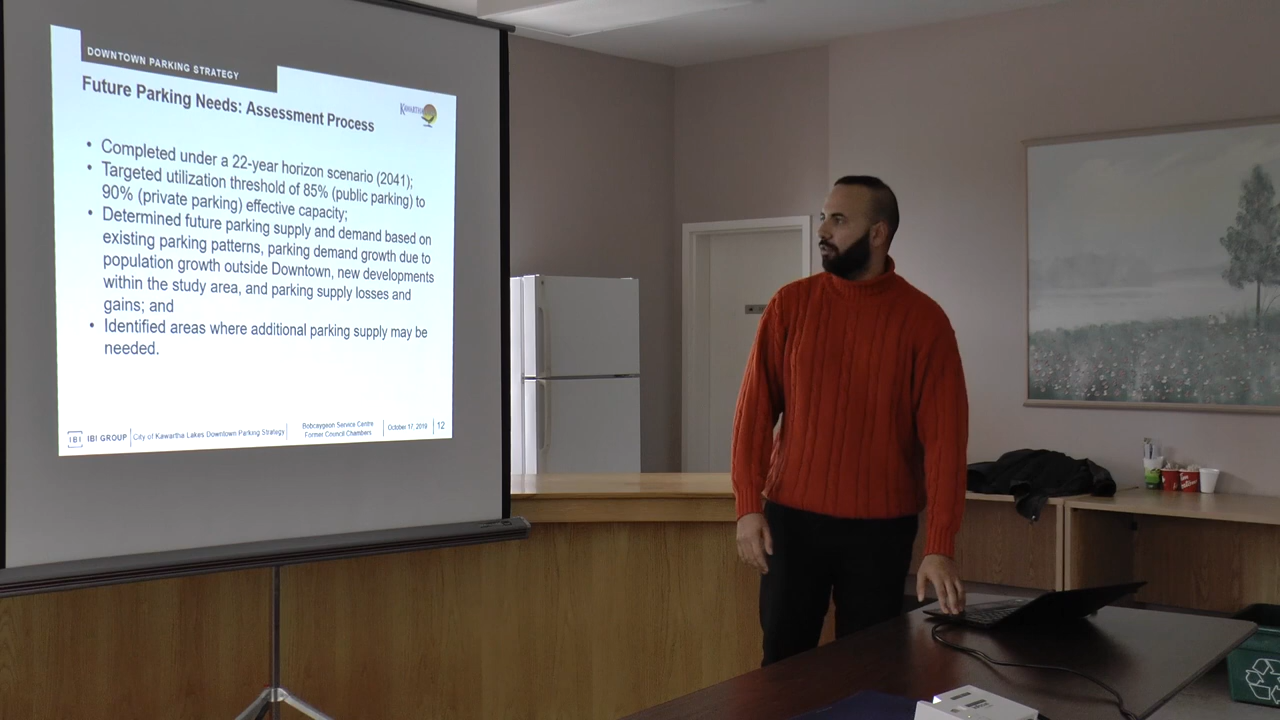 DOWNTOWN PARKING STRATEGY
Future Parking Needs: Assessment Process
KAWARTHA
• Completed under a 22-year horizon scenario (2041);
• Targeted utilization threshold of 85% (public parking) to
90% (private parking) effective capacity;
• Determined future parking supply and demand based on
existing parking patterns, parking demand growth due to
population growth outside Downtown, new developments
within the study area, and parking supply losses and
gains; and
• Identified areas where additional parking supply may be
needed.
IBI IBI GROUP
City of Kawartha Lakes Downtown Parking Strategy
Bobcaygeon Service Centre
Former Council Chambers
October 17, 2019
12